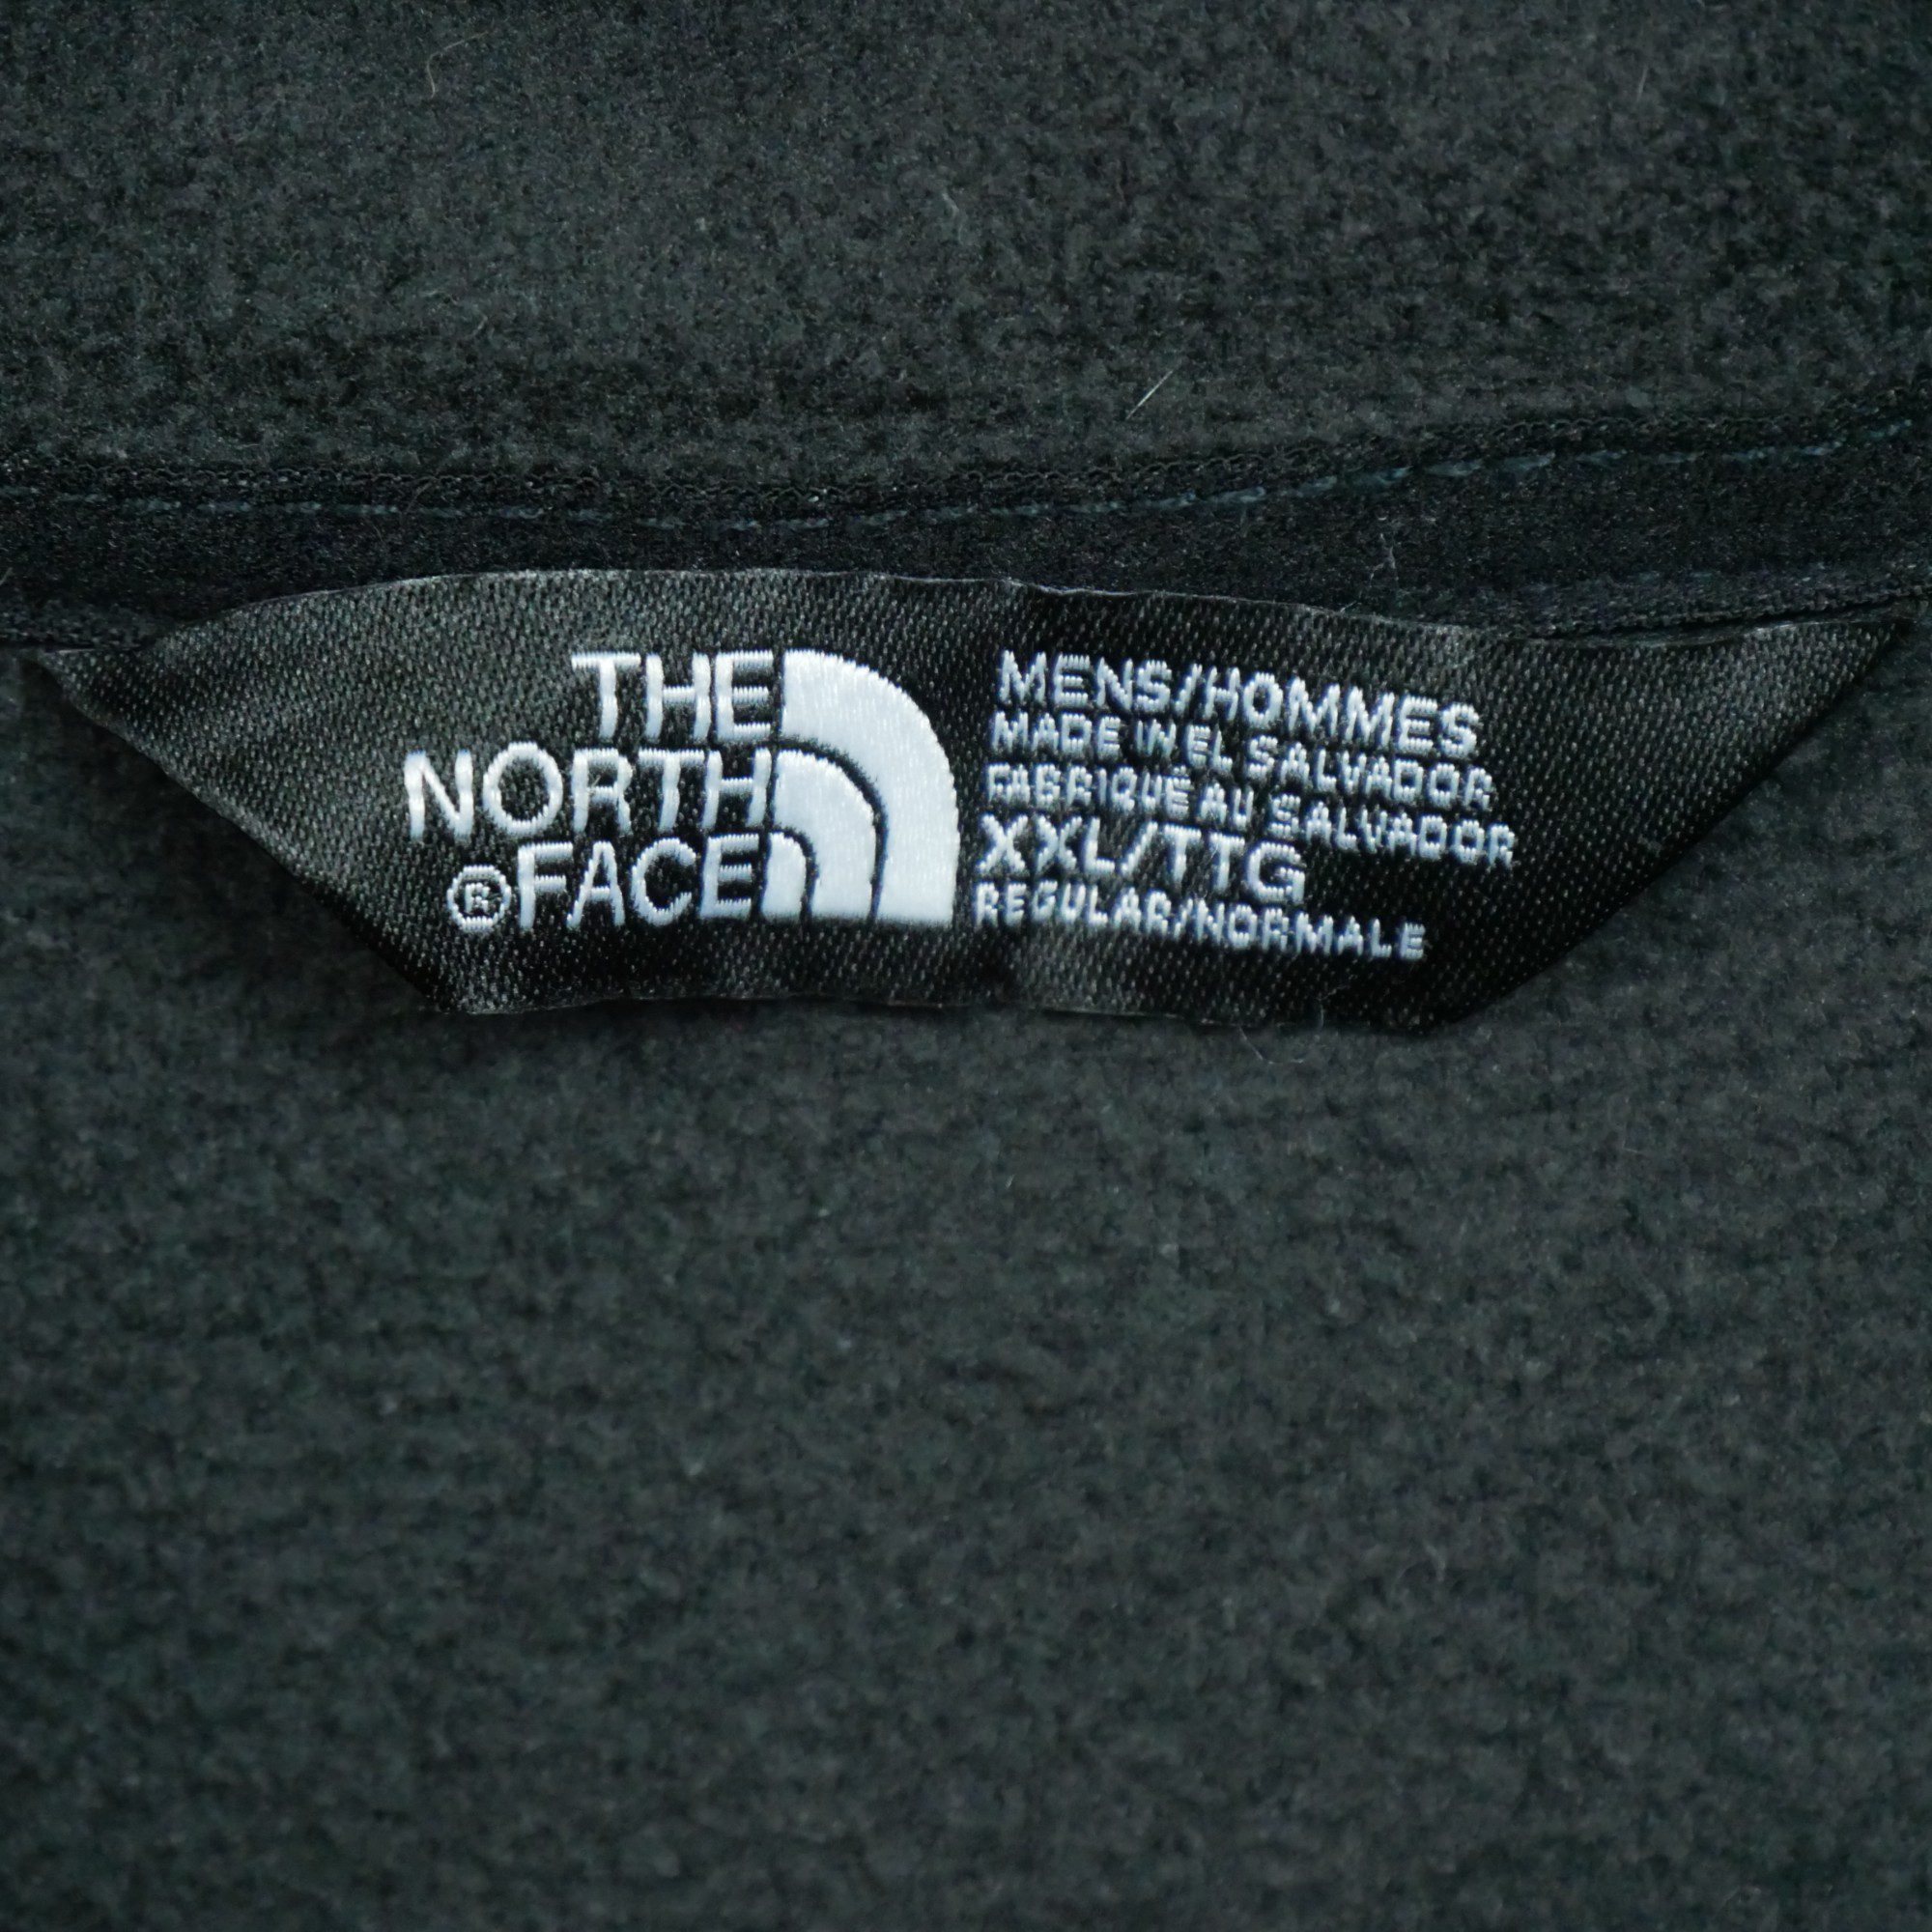 THE
NORTH
®FACE
MENS/HOMMES
MADE IN EL SALVADOR
FABRIQUÉ AU SALVADOR
XXL/TTG
REGULAR/NORMALE